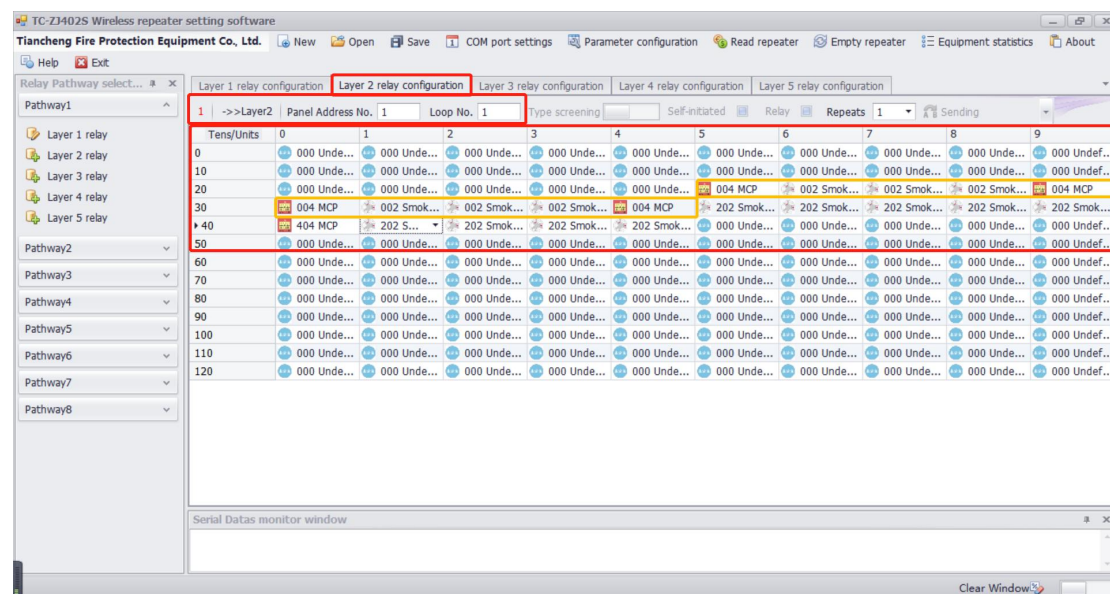 TC-ZJ402S Wireless repeater setting software
Tiancheng Fire Protection Equipment Co., Ltd. New Open Save 1 COM port settings Parameter configuration Read repeater Empty repeater Equipment statistics About
Help Exit
Relay Pathway select...
Layer 1 relay configuration Layer 2 relay configuration Layer 3 relay configuration Layer 4 relay configuration Layer 5 relay configuration
Pathway1
1 ->>Layer2 Panel Address No. 1 Loop No. 1 Type screening Self-initiated Relay Repeats 1 Sending
Layer 1 relay
Layer 2 relay
Layer 3 relay
Layer 4 relay
Layer 5 relay
Pathway2
Pathway3
Pathway4
Pathway5
Pathway6
Pathway7
Pathway8
Tens/Units 0 1 2 3 4 5 6 7 8 9
0 000 Unde... 000 Unde... 000 Unde... 000 Unde... 000 Unde... 000 Unde... 000 Unde... 000 Unde... 000 Unde... 000 Undef..
10 000 Unde... 000 Unde... 000 Unde... 000 Unde... 000 Unde... 000 Unde... 000 Unde... 000 Unde... 000 Unde... 000 Undef..
20 000 Unde... 000 Unde... 000 Unde... 000 Unde... 000 Unde... 004 MCP 002 Smok... 002 Smok... 002 Smok... 004 MCP
30 004 MCP 002 Smok... 002 Smok... 002 Smok... 004 MCP 202 Smok... 202 Smok... 202 Smok... 202 Smok... 202 Smok..
40 404 MCP 202 S... 202 Smok... 202 Smok... 202 Smok... 000 Unde... 000 Unde... 000 Unde... 000 Unde... 000 Undef..
50 000 Unde... 000 Unde... 000 Unde... 000 Unde... 000 Unde... 000 Unde... 000 Unde... 000 Unde... 000 Unde... 000 Undef..
60 000 Unde... 000 Unde... 000 Unde... 000 Unde... 000 Unde... 000 Unde... 000 Unde... 000 Unde... 000 Unde... 000 Undef..
70 000 Unde... 000 Unde... 000 Unde... 000 Unde... 000 Unde... 000 Unde... 000 Unde... 000 Unde... 000 Unde... 000 Undef..
80 000 Unde... 000 Unde... 000 Unde... 000 Unde... 000 Unde... 000 Unde... 000 Unde... 000 Unde... 000 Unde... 000 Undef..
90 000 Unde... 000 Unde... 000 Unde... 000 Unde... 000 Unde... 000 Unde... 000 Unde... 000 Unde... 000 Unde... 000 Undef..
100 000 Unde... 000 Unde... 000 Unde... 000 Unde... 000 Unde... 000 Unde... 000 Unde... 000 Unde... 000 Unde... 000 Undef..
110 000 Unde... 000 Unde... 000 Unde... 000 Unde... 000 Unde... 000 Unde... 000 Unde... 000 Unde... 000 Unde... 000 Undef..
120 000 Unde... 000 Unde... 000 Unde... 000 Unde... 000 Unde... 000 Unde... 000 Unde... 000 Unde... 000 Unde... 000 Undef..
Serial Datas monitor window
Clear Window